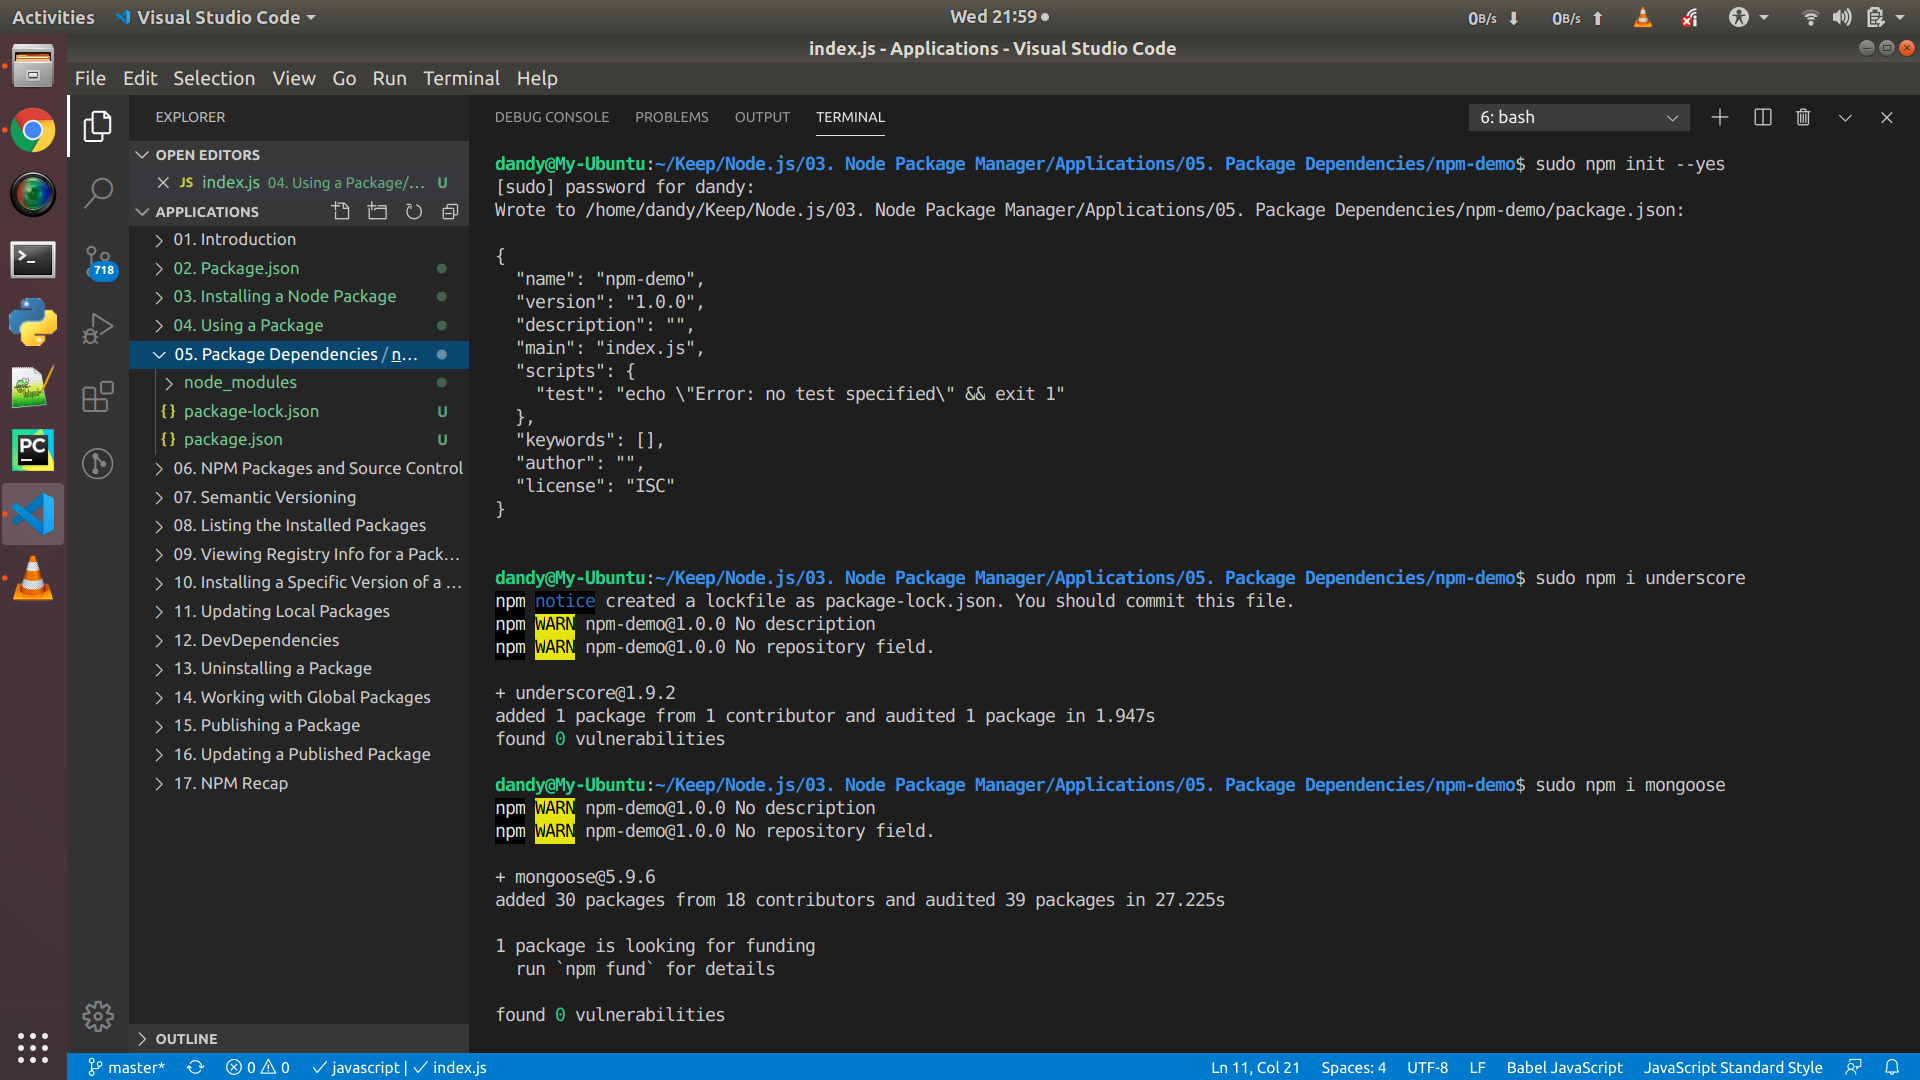 Activities Visual Studio Code Wed 21:59 0B/s 0B/s
index.js - Applications - Visual Studio Code
File Edit Selection View Go Run Terminal Help
EXPLORER
OPEN EDITORS
JS index.js 04. Using a Package/... U
APPLICATIONS
01. Introduction
02. Package.json
03. Installing a Node Package
04. Using a Package
05. Package Dependencies / n...
node_modules
{} package-lock.json U
{} package.json U
06. NPM Packages and Source Control
07. Semantic Versioning
08. Listing the Installed Packages
09. Viewing Registry Info for a Pack...
10. Installing a Specific Version of a ...
11. Updating Local Packages
12. DevDependencies
13. Uninstalling a Package
14. Working with Global Packages
15. Publishing a Package
16. Updating a Published Package
17. NPM Recap
OUTLINE
718
PC
DEBUG CONSOLE PROBLEMS OUTPUT TERMINAL 6: bash
dandy@My-Ubuntu:~/Keep/Node.js/03. Node Package Manager/Applications/05. Package Dependencies/npm-demo$ sudo npm init --yes
[sudo] password for dandy:
Wrote to /home/dandy/Keep/Node.js/03. Node Package Manager/Applications/05. Package Dependencies/npm-demo/package.json:
{
"name": "npm-demo",
"version": "1.0.0",
"description": "",
"main": "index.js",
"scripts": {
"test": "echo \"Error: no test specified\" && exit 1"
},
"keywords": [],
"author": "",
"license": "ISC"
}
dandy@My-Ubuntu:~/Keep/Node.js/03. Node Package Manager/Applications/05. Package Dependencies/npm-demo$ sudo npm i underscore
npm notice created a lockfile as package-lock.json. You should commit this file.
npm WARN npm-demo@1.0.0 No description
npm WARN npm-demo@1.0.0 No repository field.
+ underscore@1.9.2
added 1 package from 1 contributor and audited 1 package in 1.947s
found 0 vulnerabilities
dandy@My-Ubuntu:~/Keep/Node.js/03. Node Package Manager/Applications/05. Package Dependencies/npm-demo$ sudo npm i mongoose
npm WARN npm-demo@1.0.0 No description
npm WARN npm-demo@1.0.0 No repository field.
+ mongoose@5.9.6
added 30 packages from 18 contributors and audited 39 packages in 27.225s
1 package is looking for funding
run `npm fund` for details
found 0 vulnerabilities
master* 0 0 javascript | index.js Ln 11, Col 21 Spaces: 4 UTF-8 LF Babel JavaScript JavaScript Standard Style